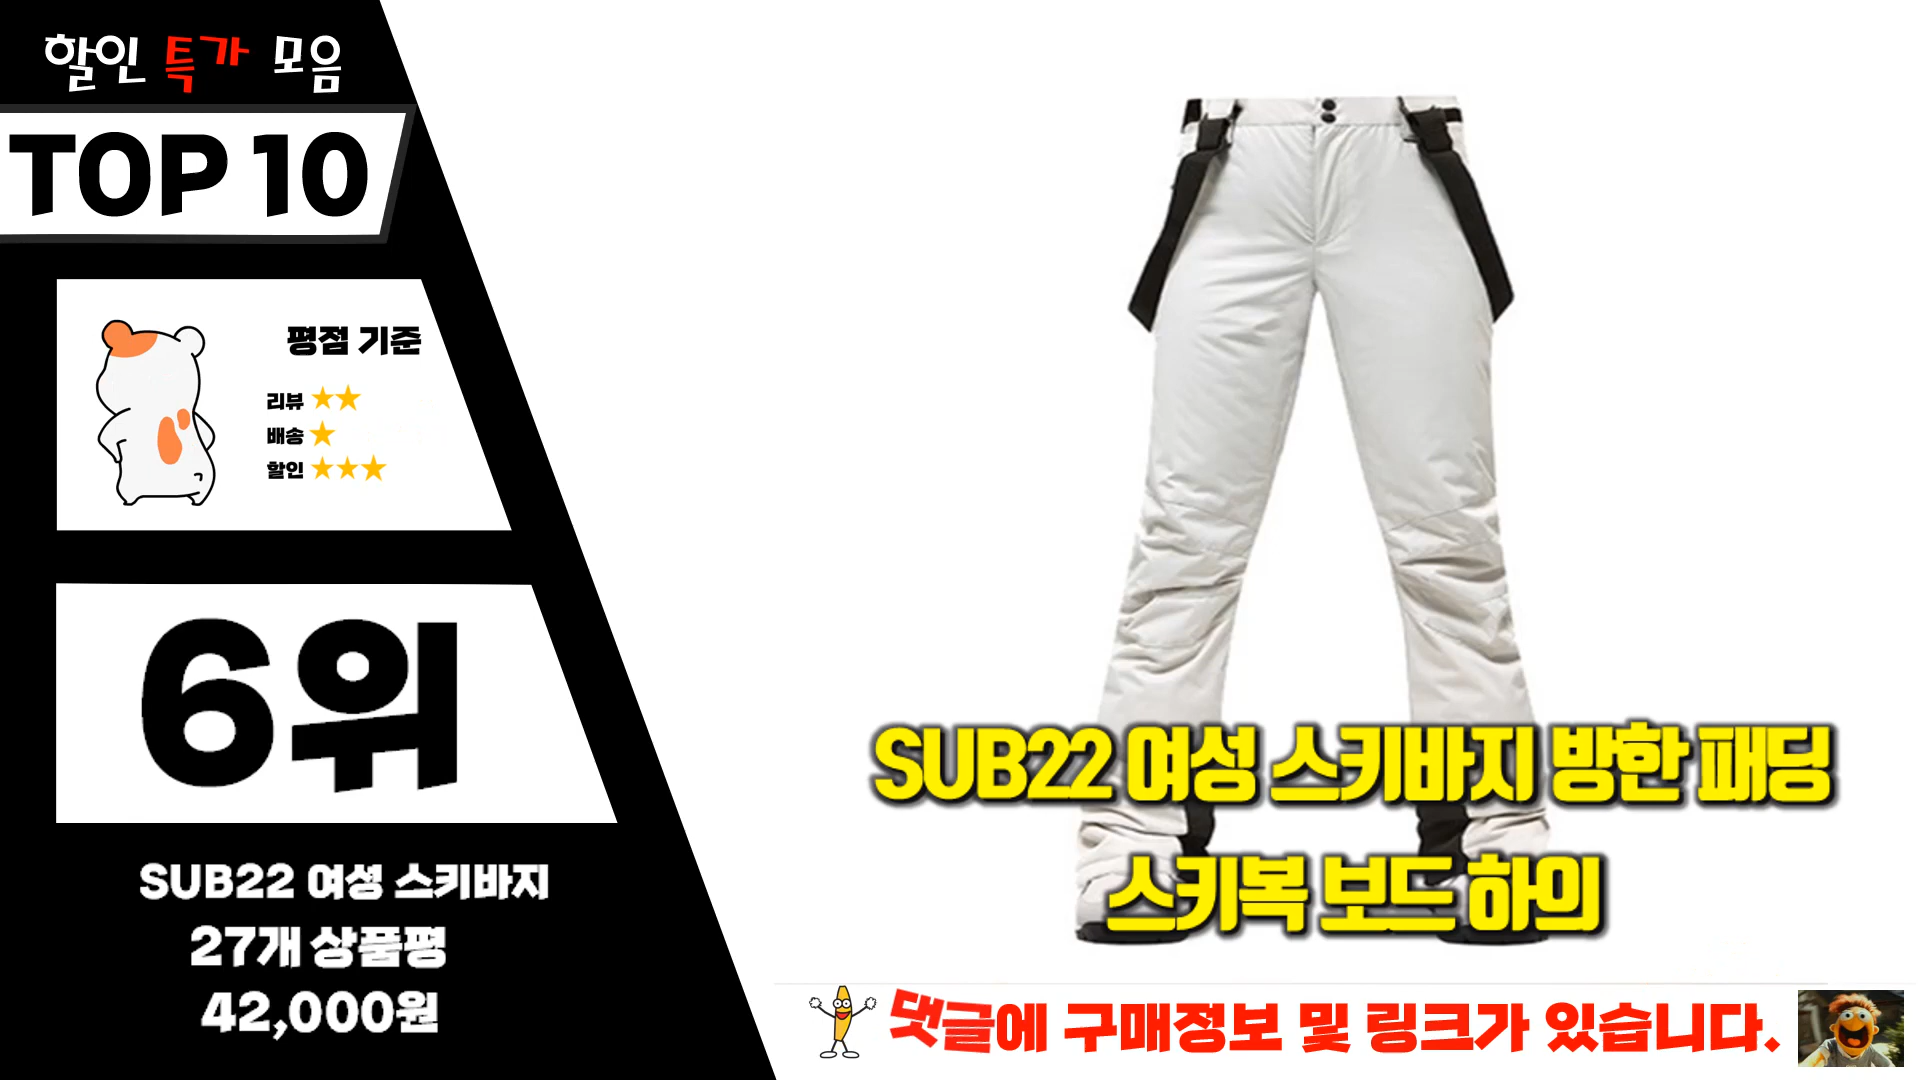 할인 특가 모음
TOP 10
평점 기준
리뷰 ★★
배송 ★
할인 ★★★
6위
SUB22 여성 스키바지
27개 상품평
42,000원
SUB22 여성 스키바지 방한 패딩
스키복 보드 하의
댓글에 구매정보 및 링크가 있습니다.